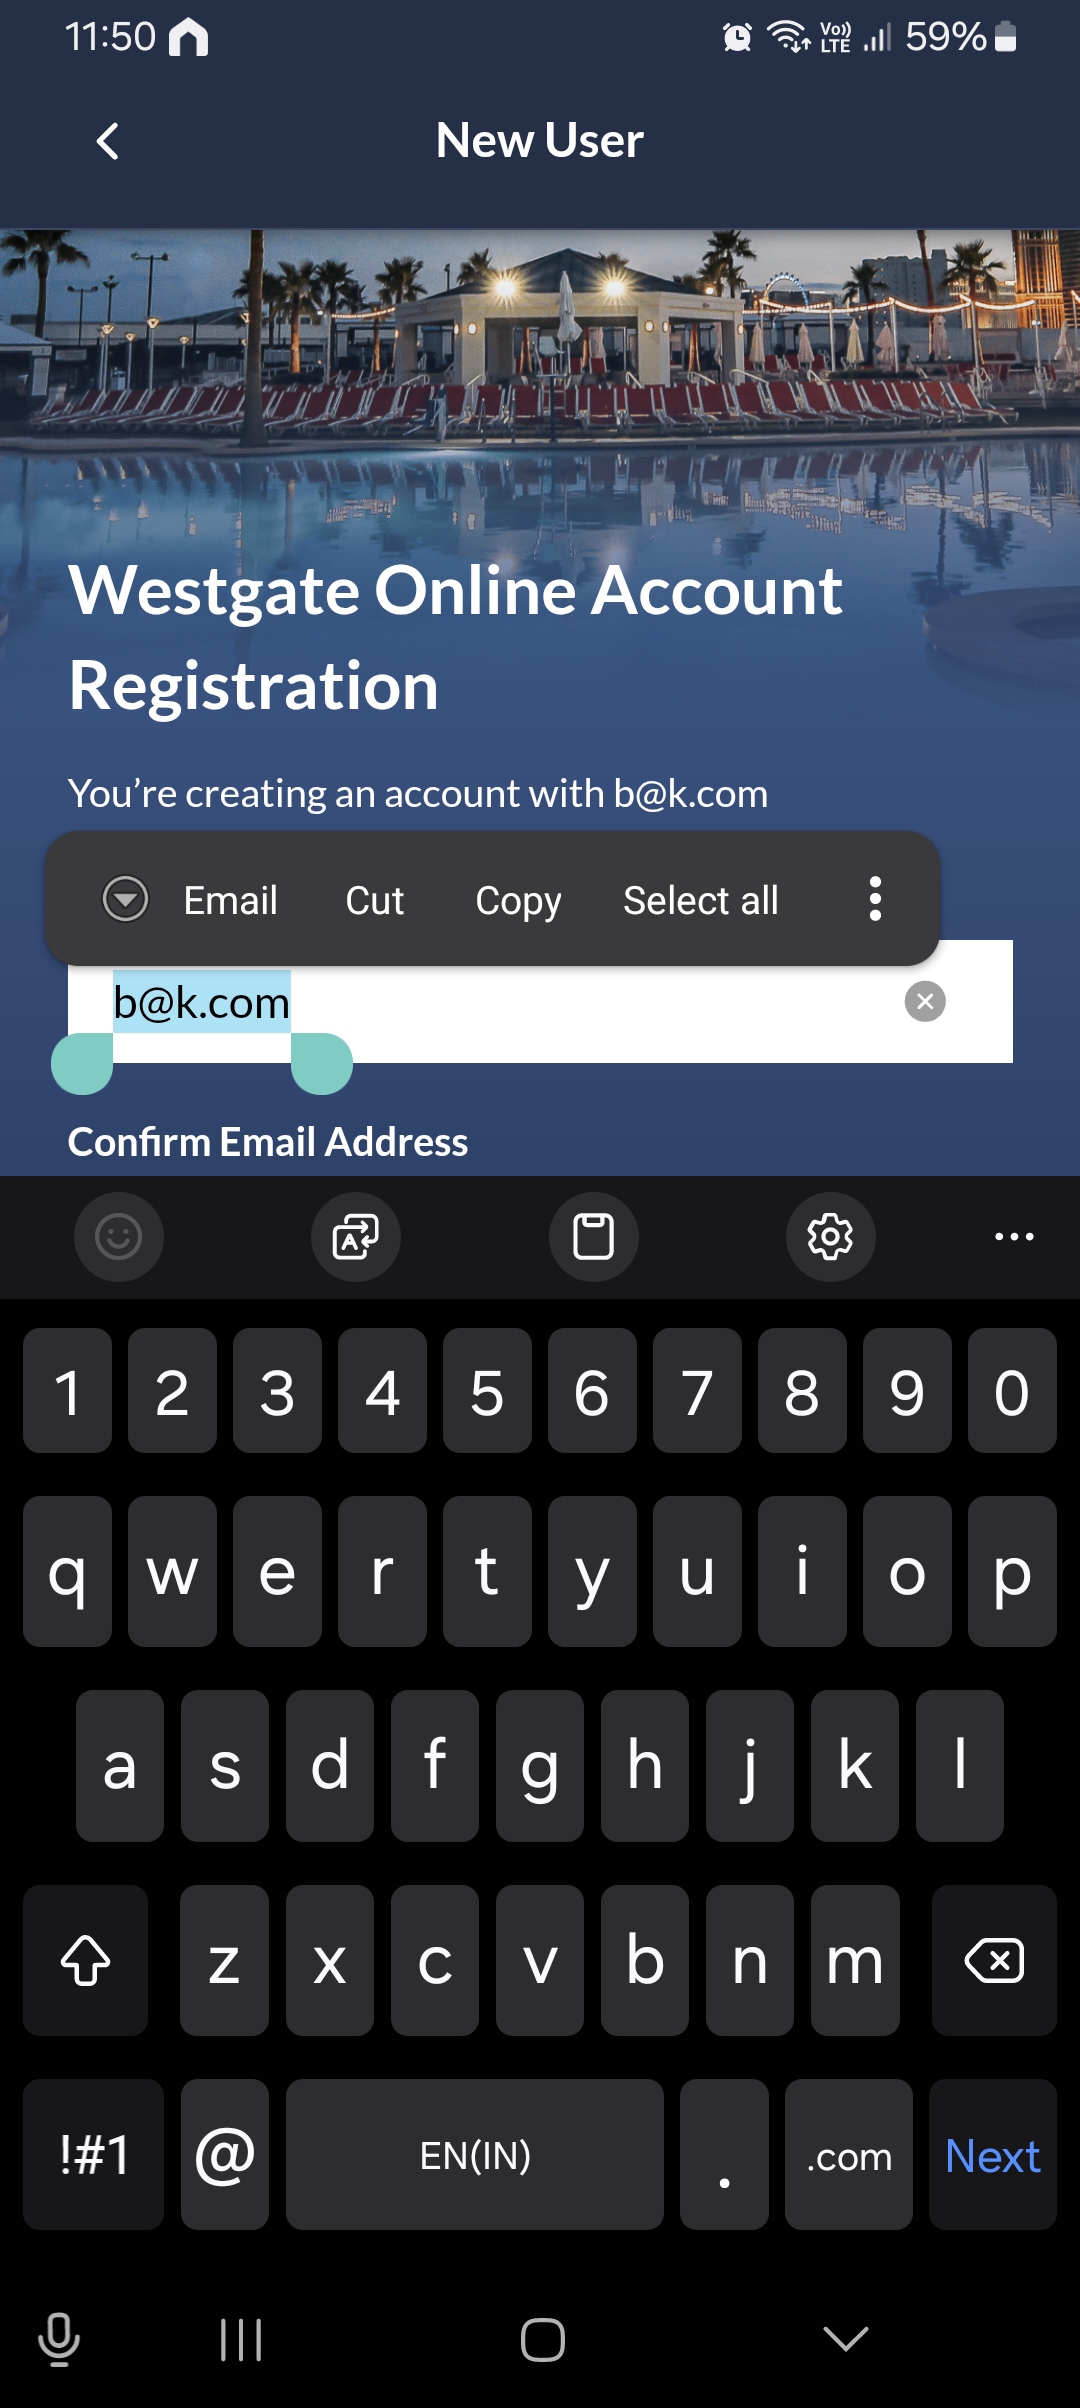 11:50 Vo)) LTE 59%
New User
Westgate Online Account
Registration
You’re creating an account with b@k.com
Email Cut Copy Select all
b@k.com
Confirm Email Address
1 2 3 4 5 6 7 8 9 0
q w e r t y u i o p
a s d f g h j k l
z x c v b n m
!#1 @ EN(IN) . .com Next